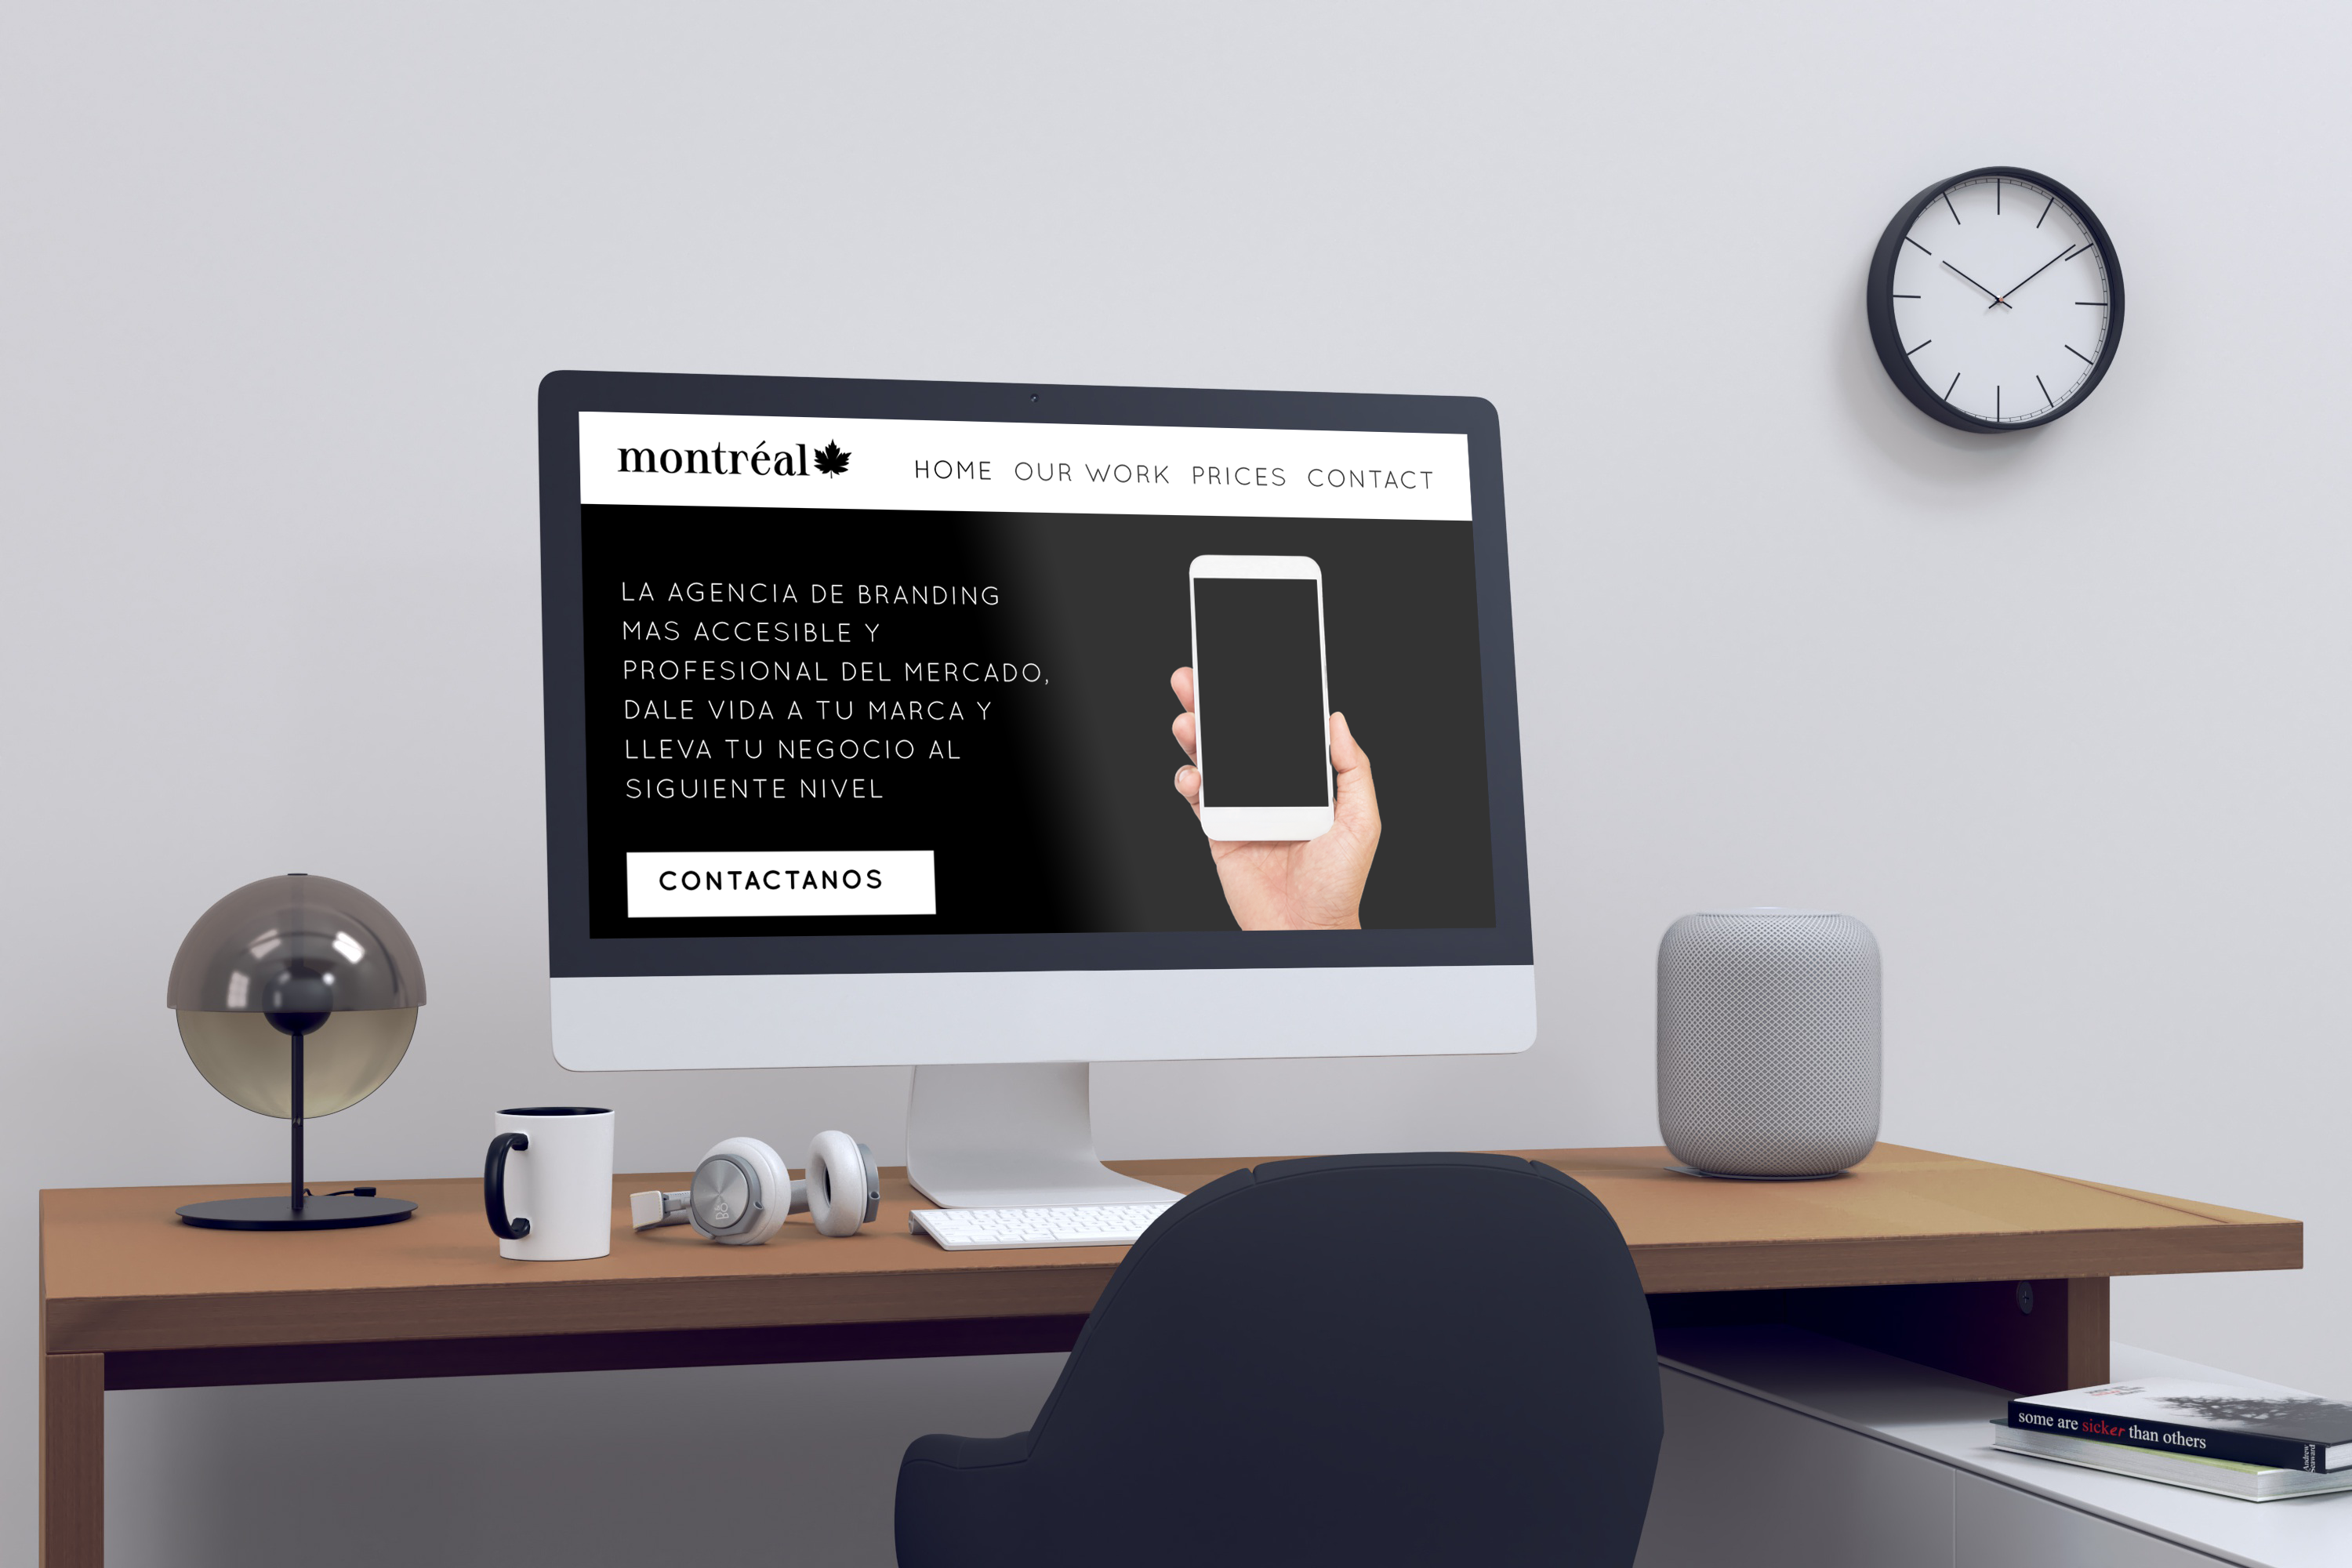 montréal
HOME OUR WORK PRICES CONTACT
LA AGENCIA DE BRANDING
MAS ACCESIBLE Y
PROFESIONAL DEL MERCADO,
DALE VIDA A TU MARCA Y
LLEVA TU NEGOCIO AL
SIGUIENTE NIVEL
CONTACTANOS
some are sicker than others
Andrew
Seaward